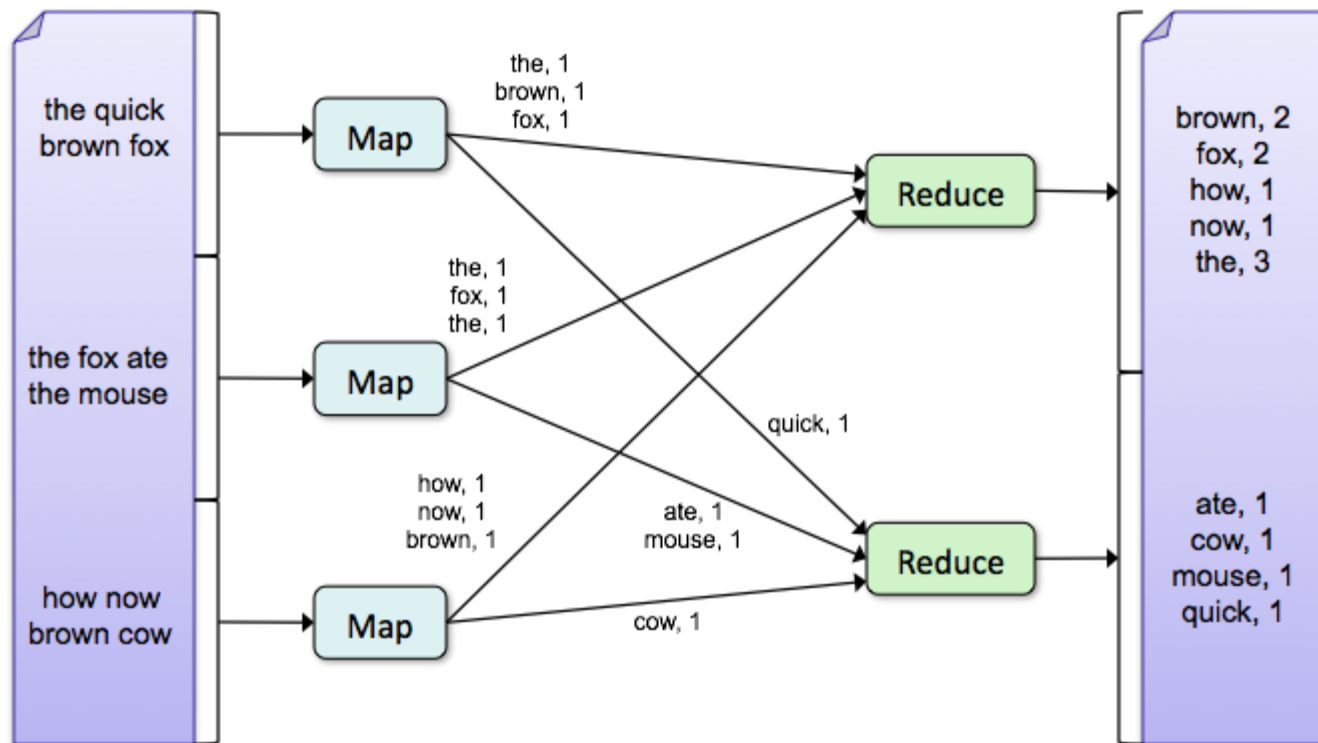 the quick
brown fox
the fox ate
the mouse
how now
brown cow
Map
Map
Map
the, 1
brown, 1
fox, 1
the, 1
fox, 1
the, 1
how, 1
now, 1
brown, 1
quick, 1
ate, 1
mouse, 1
cow, 1
Reduce
Reduce
brown, 2
fox, 2
how, 1
now, 1
the, 3
ate, 1
cow, 1
mouse, 1
quick, 1